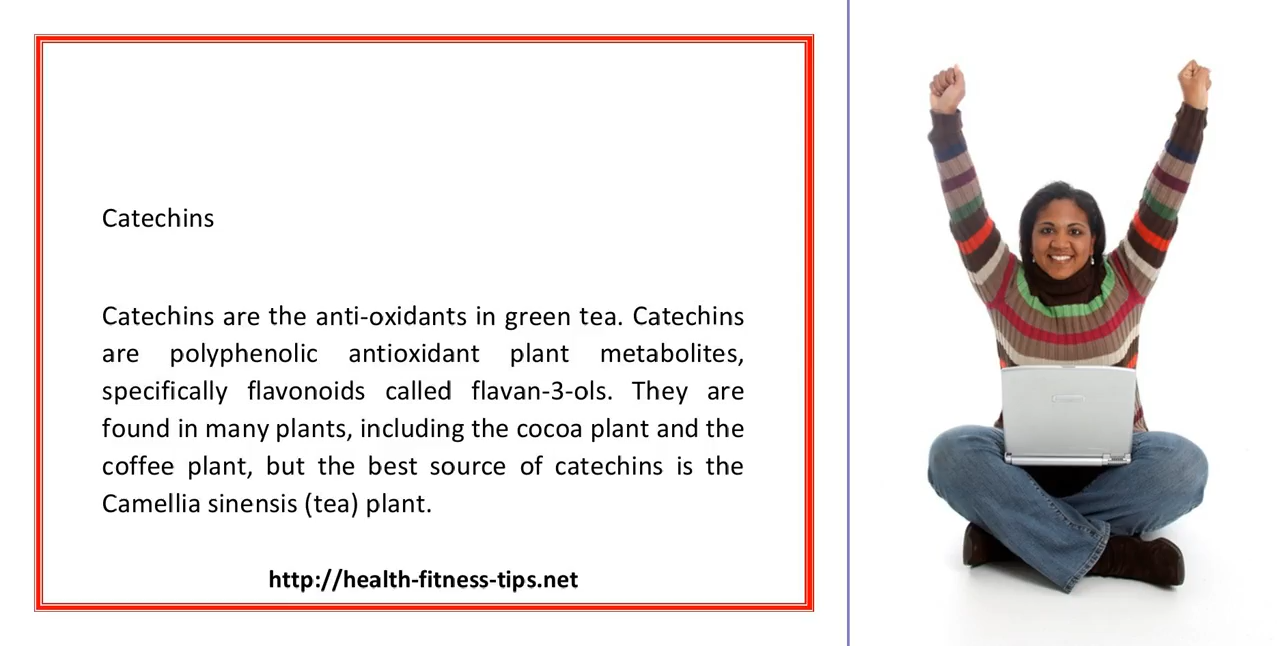 Catechins
Catechins are the anti-oxidants in green tea. Catechins
are polyphenolic antioxidant plant metabolites,
specifically flavonoids called flavan-3-ols. They are
found in many plants, including the cocoa plant and the
coffee plant, but the best source of catechins is the
Camellia sinensis (tea) plant.
http://health-fitness-tips.net